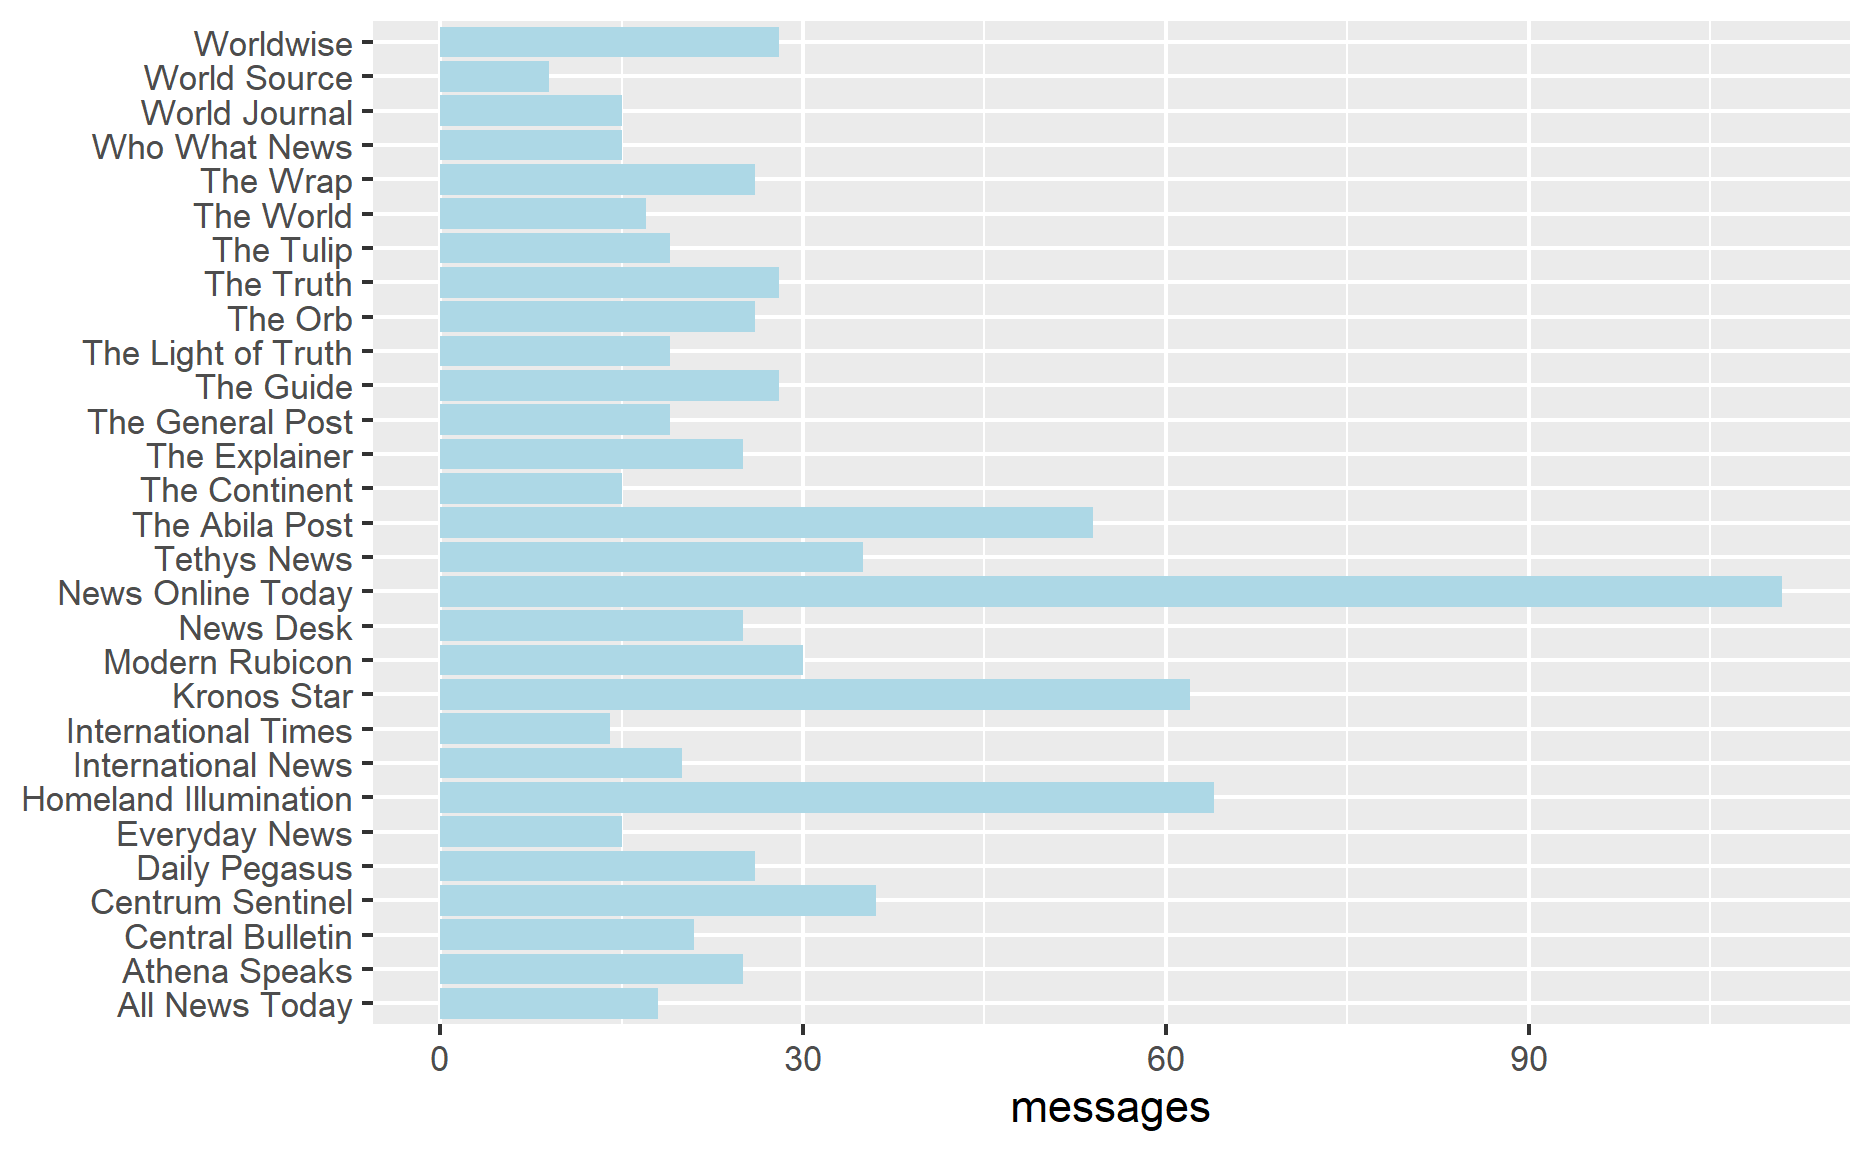 Worldwise
World Source
World Journal
Who What News
The Wrap
The World
The Tulip
The Truth
The Orb
The Light of Truth
The Guide
The General Post
The Explainer
The Continent
The Abila Post
Tethys News
News Online Today
News Desk
Modern Rubicon
Kronos Star
International Times
International News
Homeland Illumination
Everyday News
Daily Pegasus
Centrum Sentinel
Central Bulletin
Athena Speaks
All News Today
0 30 60 90
messages